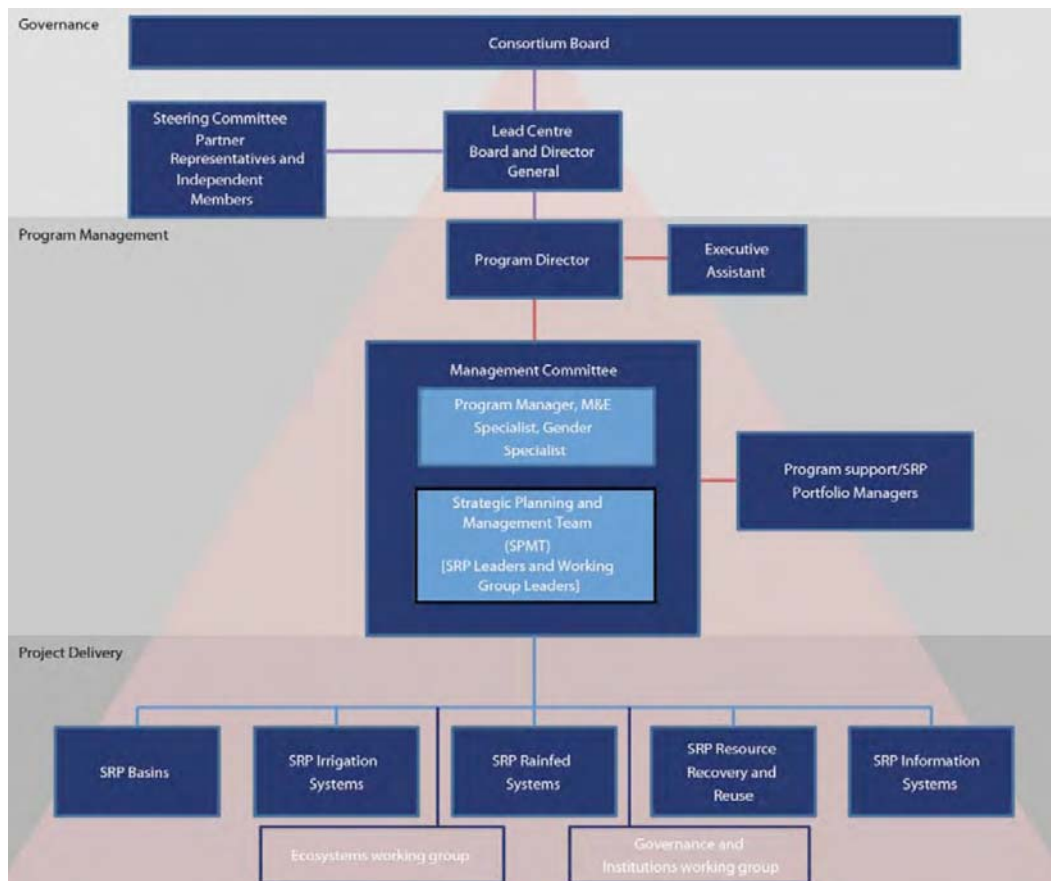 Governance
Consortium Board
Steering Committee
Partner
Representatives and
Independent
Members
Lead Centre
Board and Director
General
Program Management
Program Director
Executive
Assistant
Management Committee
Program Manager, M&E
Specialist, Gender
Specialist
Strategic Planning and
Management Team
(SPMT)
[SRP Leaders and Working
Group Leaders]
Program support/SRP
Portfolio Managers
Project Delivery
SRP Basins
SRP Irrigation
Systems
SRP Rainfed
Systems
SRP Resource
Recovery and
Reuse
SRP Information
Systems
Ecosystems working group
Governance and
Institutions working group